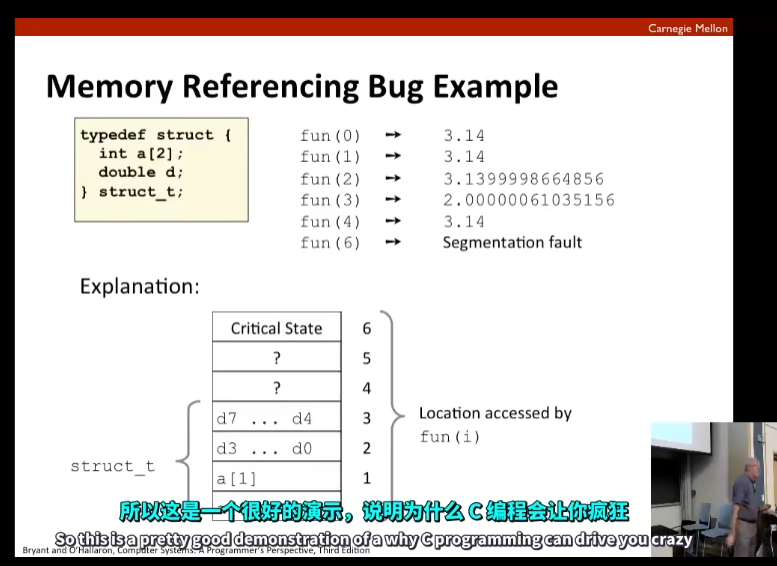 Carnegie Mellon
Memory Referencing Bug Example
typedef struct {
int a[2];
double d;
} struct_t;
fun(0) → 3.14
fun(1) → 3.14
fun(2) → 3.1399998664856
fun(3) → 2.00000061035156
fun(4) → 3.14
fun(6) → Segmentation fault
Explanation:
Critical State 6
? 5
? 4
d7 ... d4 3
d3 ... d0 2
a[1] 1
struct_t
Location accessed by
fun(i)
所以这是一个很好的演示，说明为什么 C 编程会让你疯狂
So this is a pretty good demonstration of a why C programming can drive you crazy
Bryant and O'Hallaron, Computer Systems: A Programmer's Perspective, Third Edition